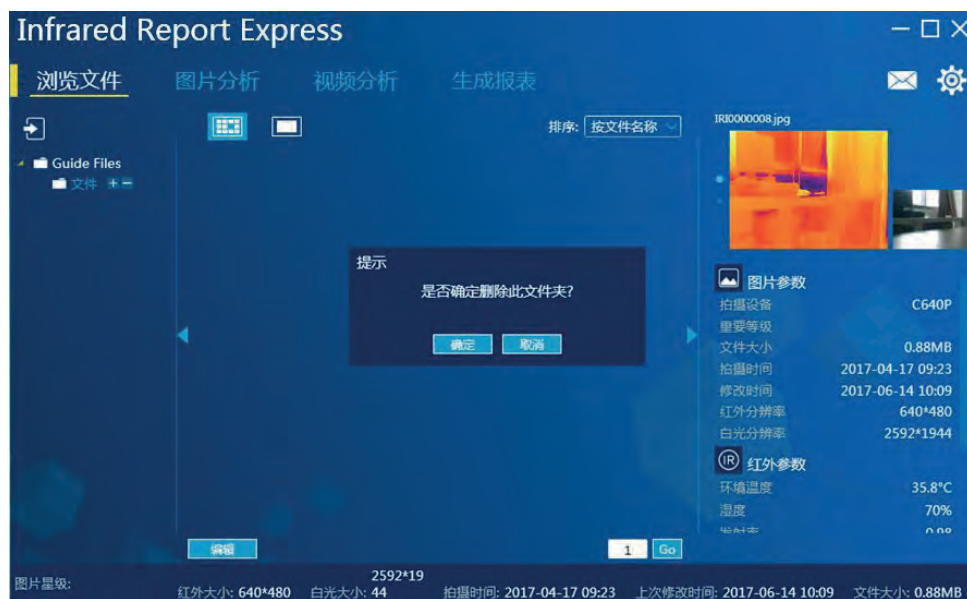 Infrared Report Express
浏览文件 图片分析 视频分析 生成报表
排序: 按文件名称
Guide Files
文件
提示
是否确定删除此文件夹?
确定 取消
编辑
1 Go
IRI0000008.jpg
图片参数
拍摄设备 C640P
重要等级
文件大小 0.88MB
拍摄时间 2017-04-17 09:23
修改时间 2017-06-14 10:09
红外分辨率 640*480
白光分辨率 2592*1944
IR 红外参数
环境温度 35.8°C
湿度 70%
发射率 0.98
图片星级:
红外大小: 640*480 白光大小: 2592*19
44 拍摄时间: 2017-04-17 09:23 上次修改时间: 2017-06-14 10:09 文件大小: 0.88MB